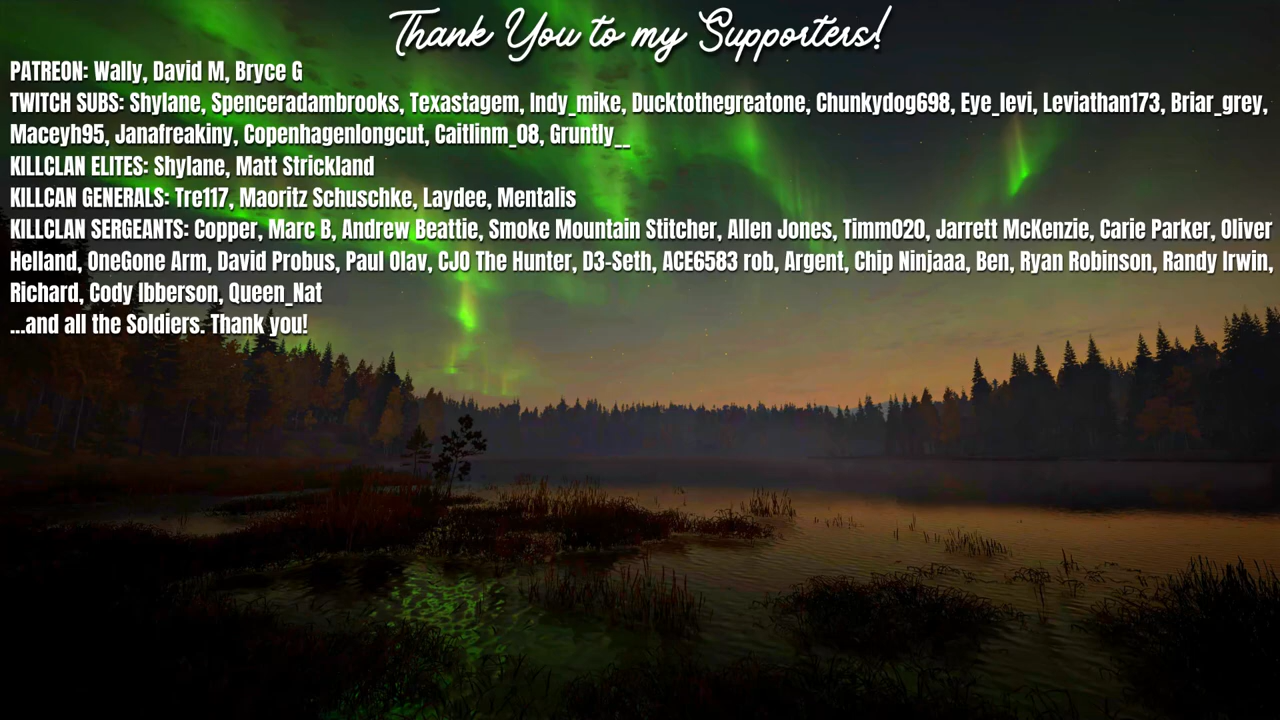 Thank You to my Supporters!
PATREON: Wally, David M, Bryce G
TWITCH SUBS: Shylane, Spenceradambrooks, Texastagem, Indy_mike, Ducktothegreatone, Chunkydog698, Eye_levi, Leviathan173, Briar_grey,
Maceyh95, Janafreakiny, Copenhagenlongcut, Caitlinm_08, Gruntly__
KILLCLAN ELITES: Shylane, Matt Strickland
KILLCAN GENERALS: Tre117, Maoritz Schuschke, Laydee, Mentalis
KILLCLAN SERGEANTS: Copper, Marc B, Andrew Beattie, Smoke Mountain Stitcher, Allen Jones, Timm020, Jarrett McKenzie, Carie Parker, Oliver
Helland, OneGone Arm, David Probus, Paul Olav, CJ0 The Hunter, D3-Seth, ACE6583 rob, Argent, Chip Ninjaaa, Ben, Ryan Robinson, Randy Irwin,
Richard, Cody Ibberson, Queen_Nat
...and all the Soldiers. Thank you!